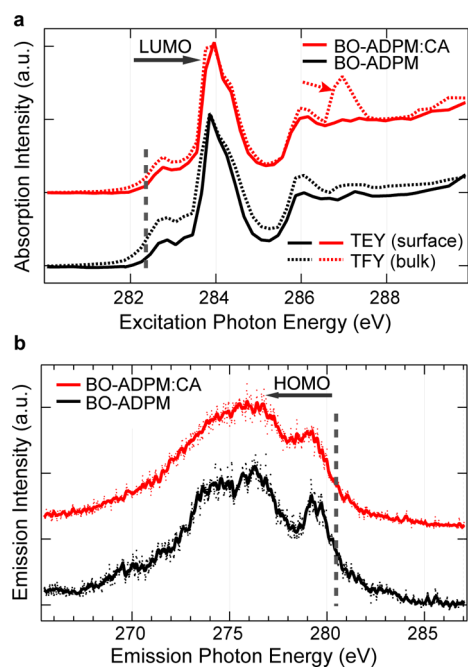 a
LUMO
BO-ADPM:CA
BO-ADPM
Absorption Intensity (a.u.)
TEY (surface)
TFY (bulk)
282 284 286 288
Excitation Photon Energy (eV)
b
BO-ADPM:CA
BO-ADPM
HOMO
Emission Intensity (a.u.)
270 275 280 285
Emission Photon Energy (eV)